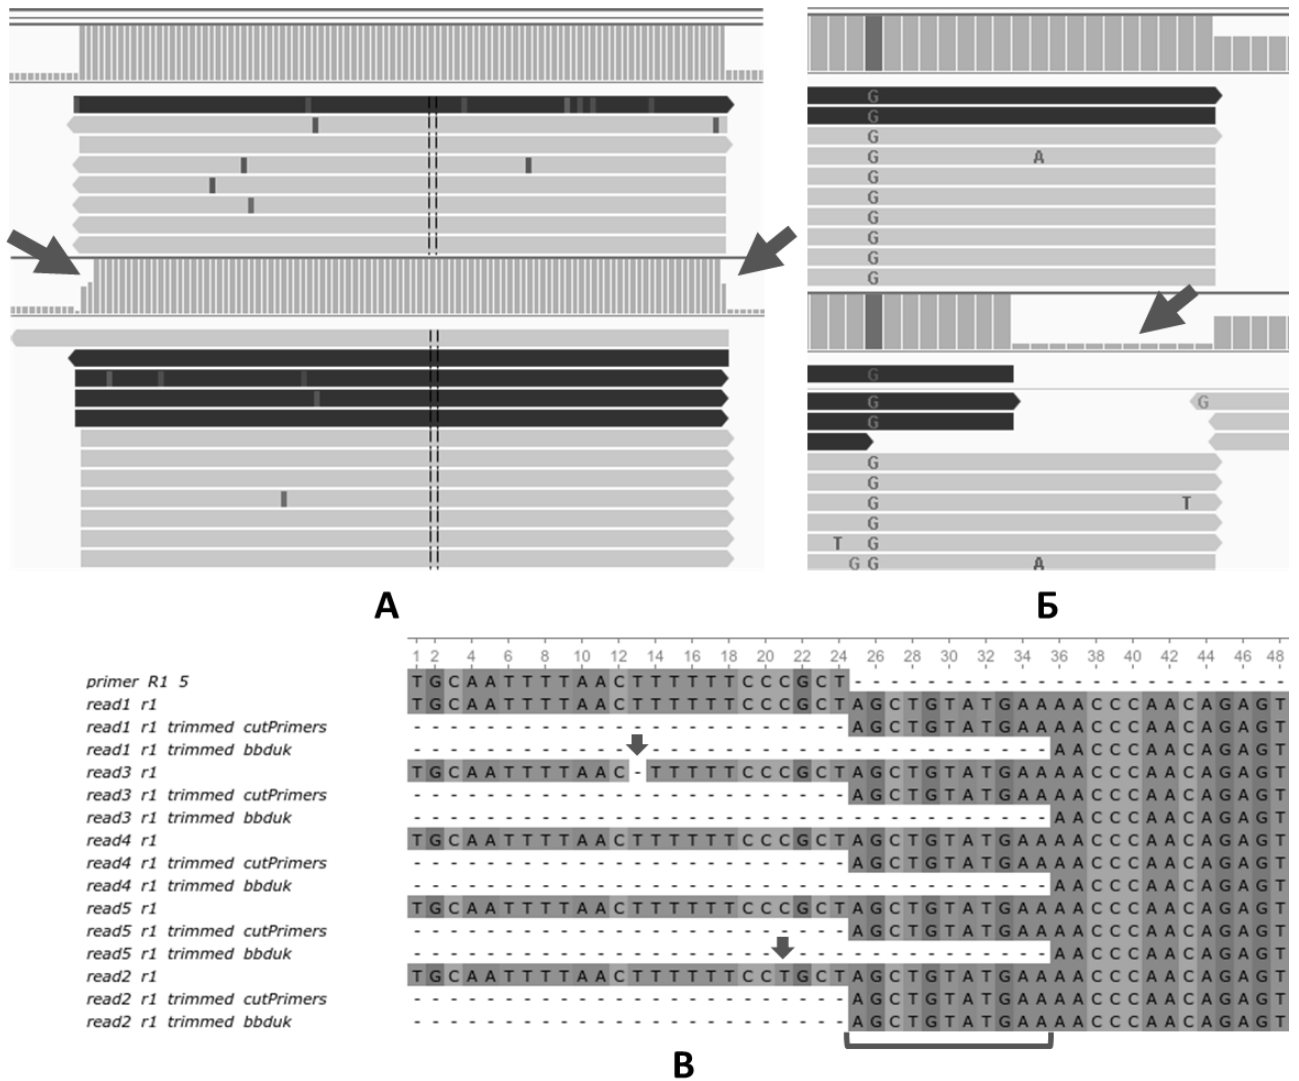 G
G
G
G A
G
G
G
G
G
G
G
G G
G
G
G
G T
G
T G
G G A
А
Б
1 2 4 6 8 10 12 14 16 18 20 22 24 26 28 30 32 34 36 38 40 42 44 46 48
primer R1 5 TGCAATTTTAACTTTTTTCCCGCT------------------------
read1 r1 TGCAATTTTAACTTTTTTCCCGCTAGCTGTATGAAAACCCAACAGAGT
read1 r1 trimmed cutPrimers ------------------------AGCTGTATGAAAACCCAACAGAGT
read1 r1 trimmed bbduk -----------------------------------AACCCAACAGAGT
read3 r1 TGCAATTTTAAC-TTTTTCCCGCTAGCTGTATGAAAACCCAACAGAGT
read3 r1 trimmed cutPrimers ------------------------AGCTGTATGAAAACCCAACAGAGT
read3 r1 trimmed bbduk -----------------------------------AACCCAACAGAGT
read4 r1 TGCAATTTTAACTTTTTTCCCGCTAGCTGTATGAAAACCCAACAGAGT
read4 r1 trimmed cutPrimers ------------------------AGCTGTATGAAAACCCAACAGAGT
read4 r1 trimmed bbduk -----------------------------------AACCCAACAGAGT
read5 r1 TGCAATTTTAACTTTTTTCCCGCTAGCTGTATGAAAACCCAACAGAGT
read5 r1 trimmed cutPrimers ------------------------AGCTGTATGAAAACCCAACAGAGT
read5 r1 trimmed bbduk -----------------------------------AACCCAACAGAGT
read2 r1 TGCAATTTTAACTTTTTTCCTGCTAGCTGTATGAAAACCCAACAGAGT
read2 r1 trimmed cutPrimers ------------------------AGCTGTATGAAAACCCAACAGAGT
read2 r1 trimmed bbduk ------------------------AGCTGTATGAAAACCCAACAGAGT
В